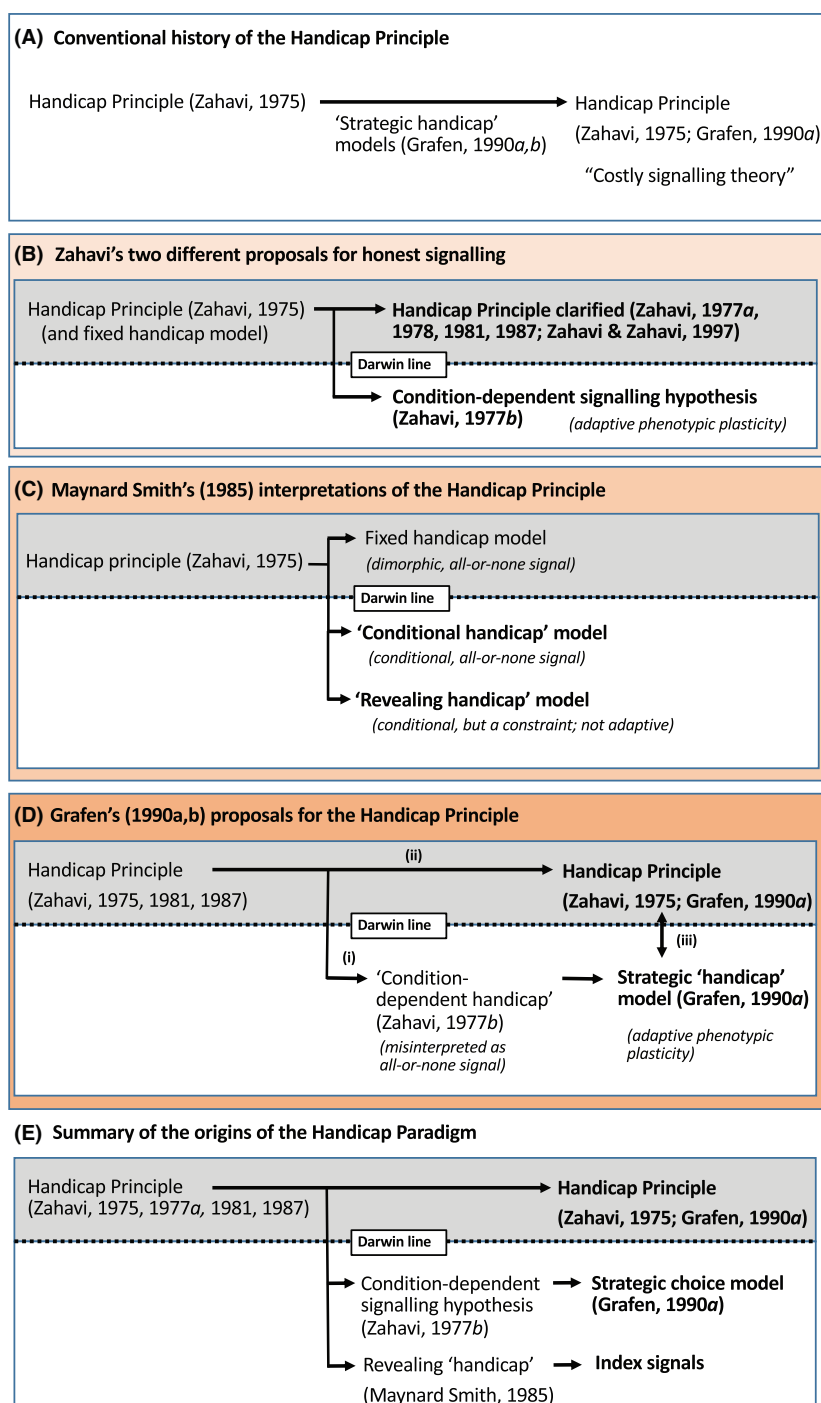 (A) Conventional history of the Handicap Principle
Handicap Principle (Zahavi, 1975)
‘Strategic handicap’
models (Grafen, 1990a,b)
Handicap Principle
(Zahavi, 1975; Grafen, 1990a)
“Costly signalling theory”
(B) Zahavi’s two different proposals for honest signalling
Handicap Principle (Zahavi, 1975)
(and fixed handicap model)
Handicap Principle clarified (Zahavi, 1977a,
1978, 1981, 1987; Zahavi & Zahavi, 1997)
Darwin line
Condition-dependent signalling hypothesis
(Zahavi, 1977b)
(adaptive phenotypic plasticity)
(C) Maynard Smith’s (1985) interpretations of the Handicap Principle
Handicap principle (Zahavi, 1975)
Fixed handicap model
(dimorphic, all-or-none signal)
Darwin line
‘Conditional handicap’ model
(conditional, all-or-none signal)
‘Revealing handicap’ model
(conditional, but a constraint; not adaptive)
(D) Grafen’s (1990a,b) proposals for the Handicap Principle
Handicap Principle
(Zahavi, 1975, 1981, 1987)
(ii)
Handicap Principle
(Zahavi, 1975; Grafen, 1990a)
Darwin line
(iii)
(i)
‘Condition-
dependent handicap’
(Zahavi, 1977b)
(misinterpreted as
all-or-none signal)
Strategic ‘handicap’
model (Grafen, 1990a)
(adaptive phenotypic
plasticity)
(E) Summary of the origins of the Handicap Paradigm
Handicap Principle
(Zahavi, 1975, 1977a, 1981, 1987)
Handicap Principle
(Zahavi, 1975; Grafen, 1990a)
Darwin line
Condition-dependent
signalling hypothesis
(Zahavi, 1977b)
Strategic choice model
(Grafen, 1990a)
Revealing ‘handicap’
(Maynard Smith, 1985)
Index signals